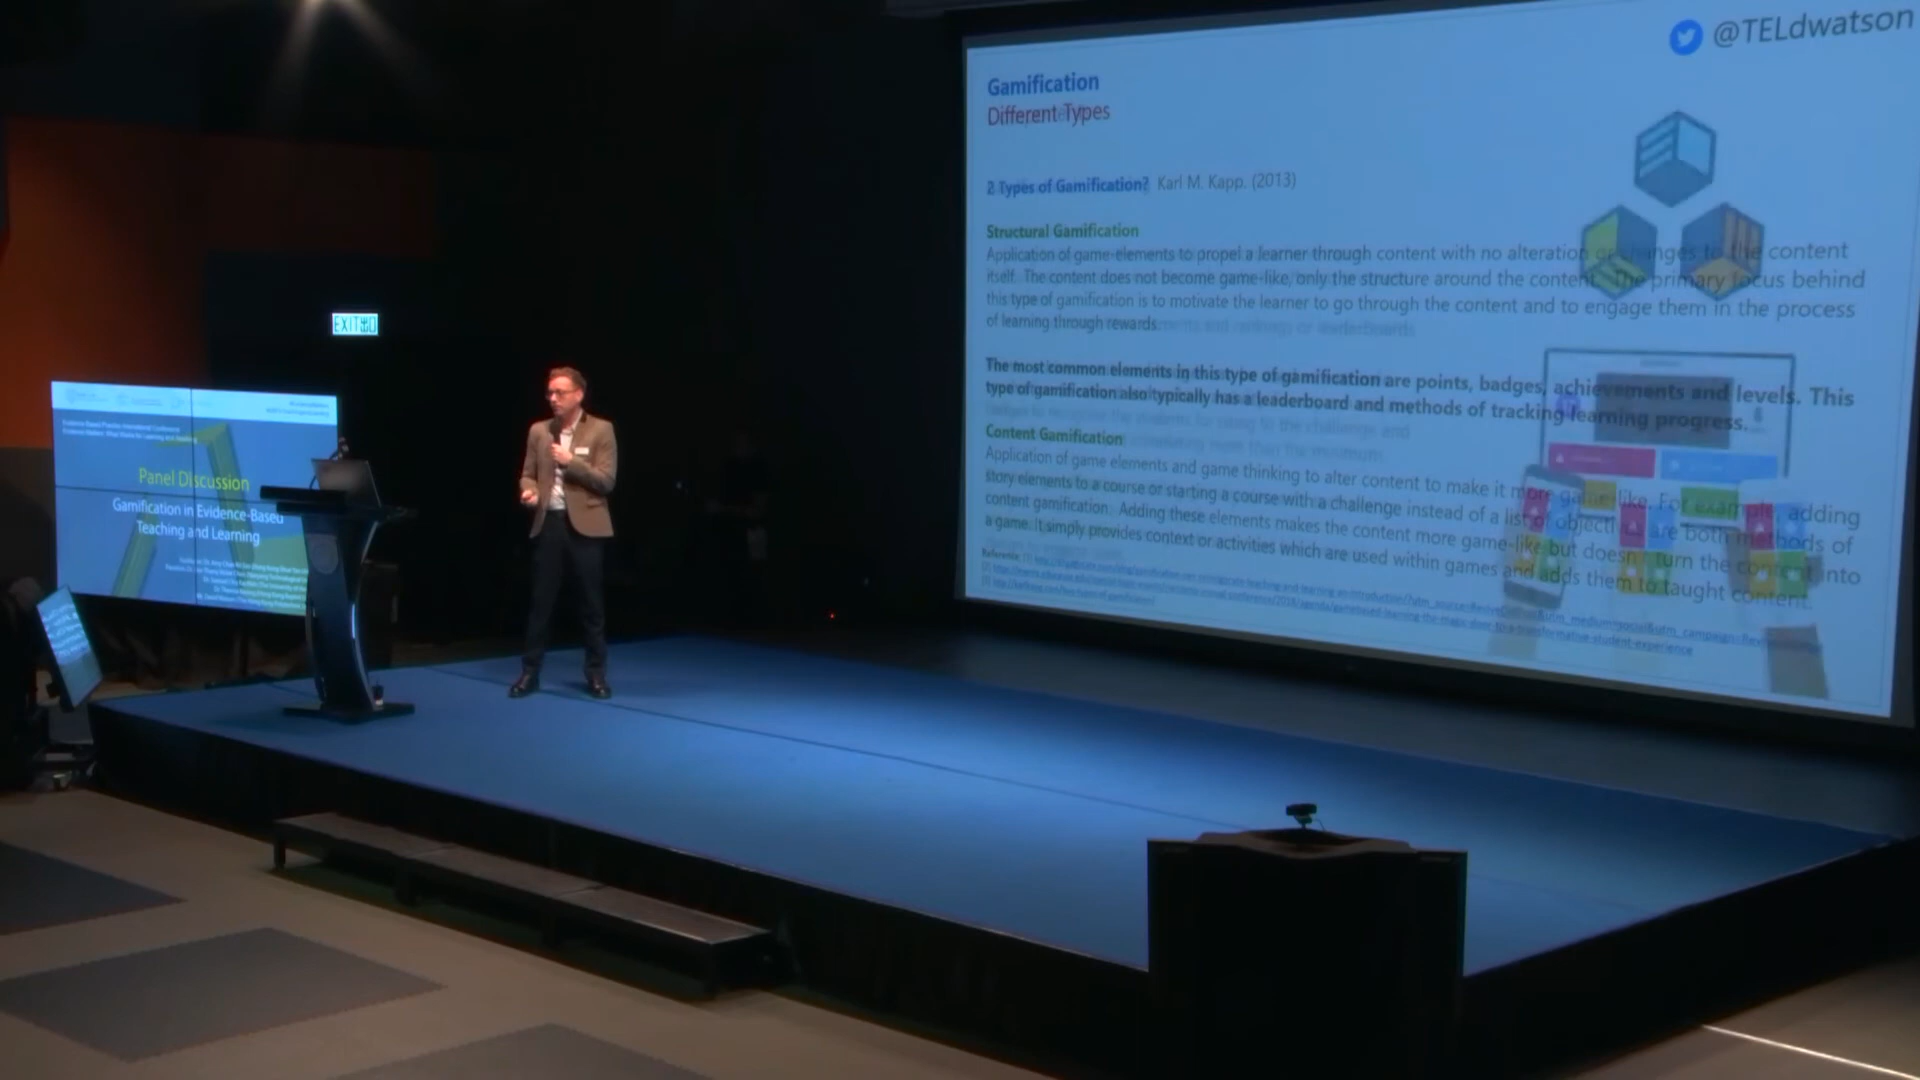 @TELdwatson
Gamification
Different Types
2 Types of Gamification? Karl M. Kapp. (2013)
Structural Gamification
Application of game-elements to propel a learner through content with no alteration or changes to the content
itself. The content does not become game-like, only the structure around the content. The primary focus behind
this type of gamification is to motivate the learner to go through the content and to engage them in the process
of learning through rewards.
The most common elements in this type of gamification are points, badges, achievements and levels. This
type of gamification also typically has a leaderboard and methods of tracking learning progress.
Content Gamification
Application of game elements and game thinking to alter content to make it more game-like. For example, adding
story elements to a course or starting a course with a challenge instead of a list of objectives are both methods of
content gamification. Adding these elements makes the content more game-like but doesn't turn the content into
a game. It simply provides context or activities which are used within games and adds them to taught content.
EXIT出口
Panel Discussion
Gamification in Evidence-Based
Teaching and Learning